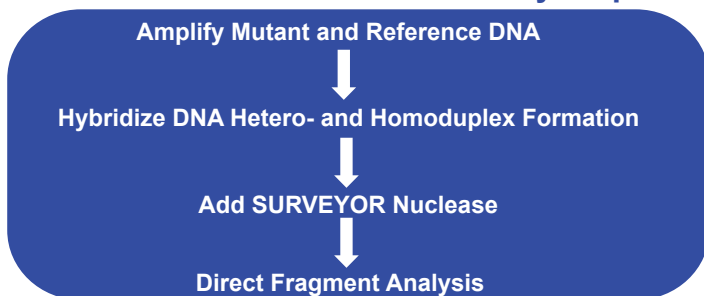 Amplify Mutant and Reference DNA
Hybridize DNA Hetero- and Homoduplex Formation
Add SURVEYOR Nuclease
Direct Fragment Analysis